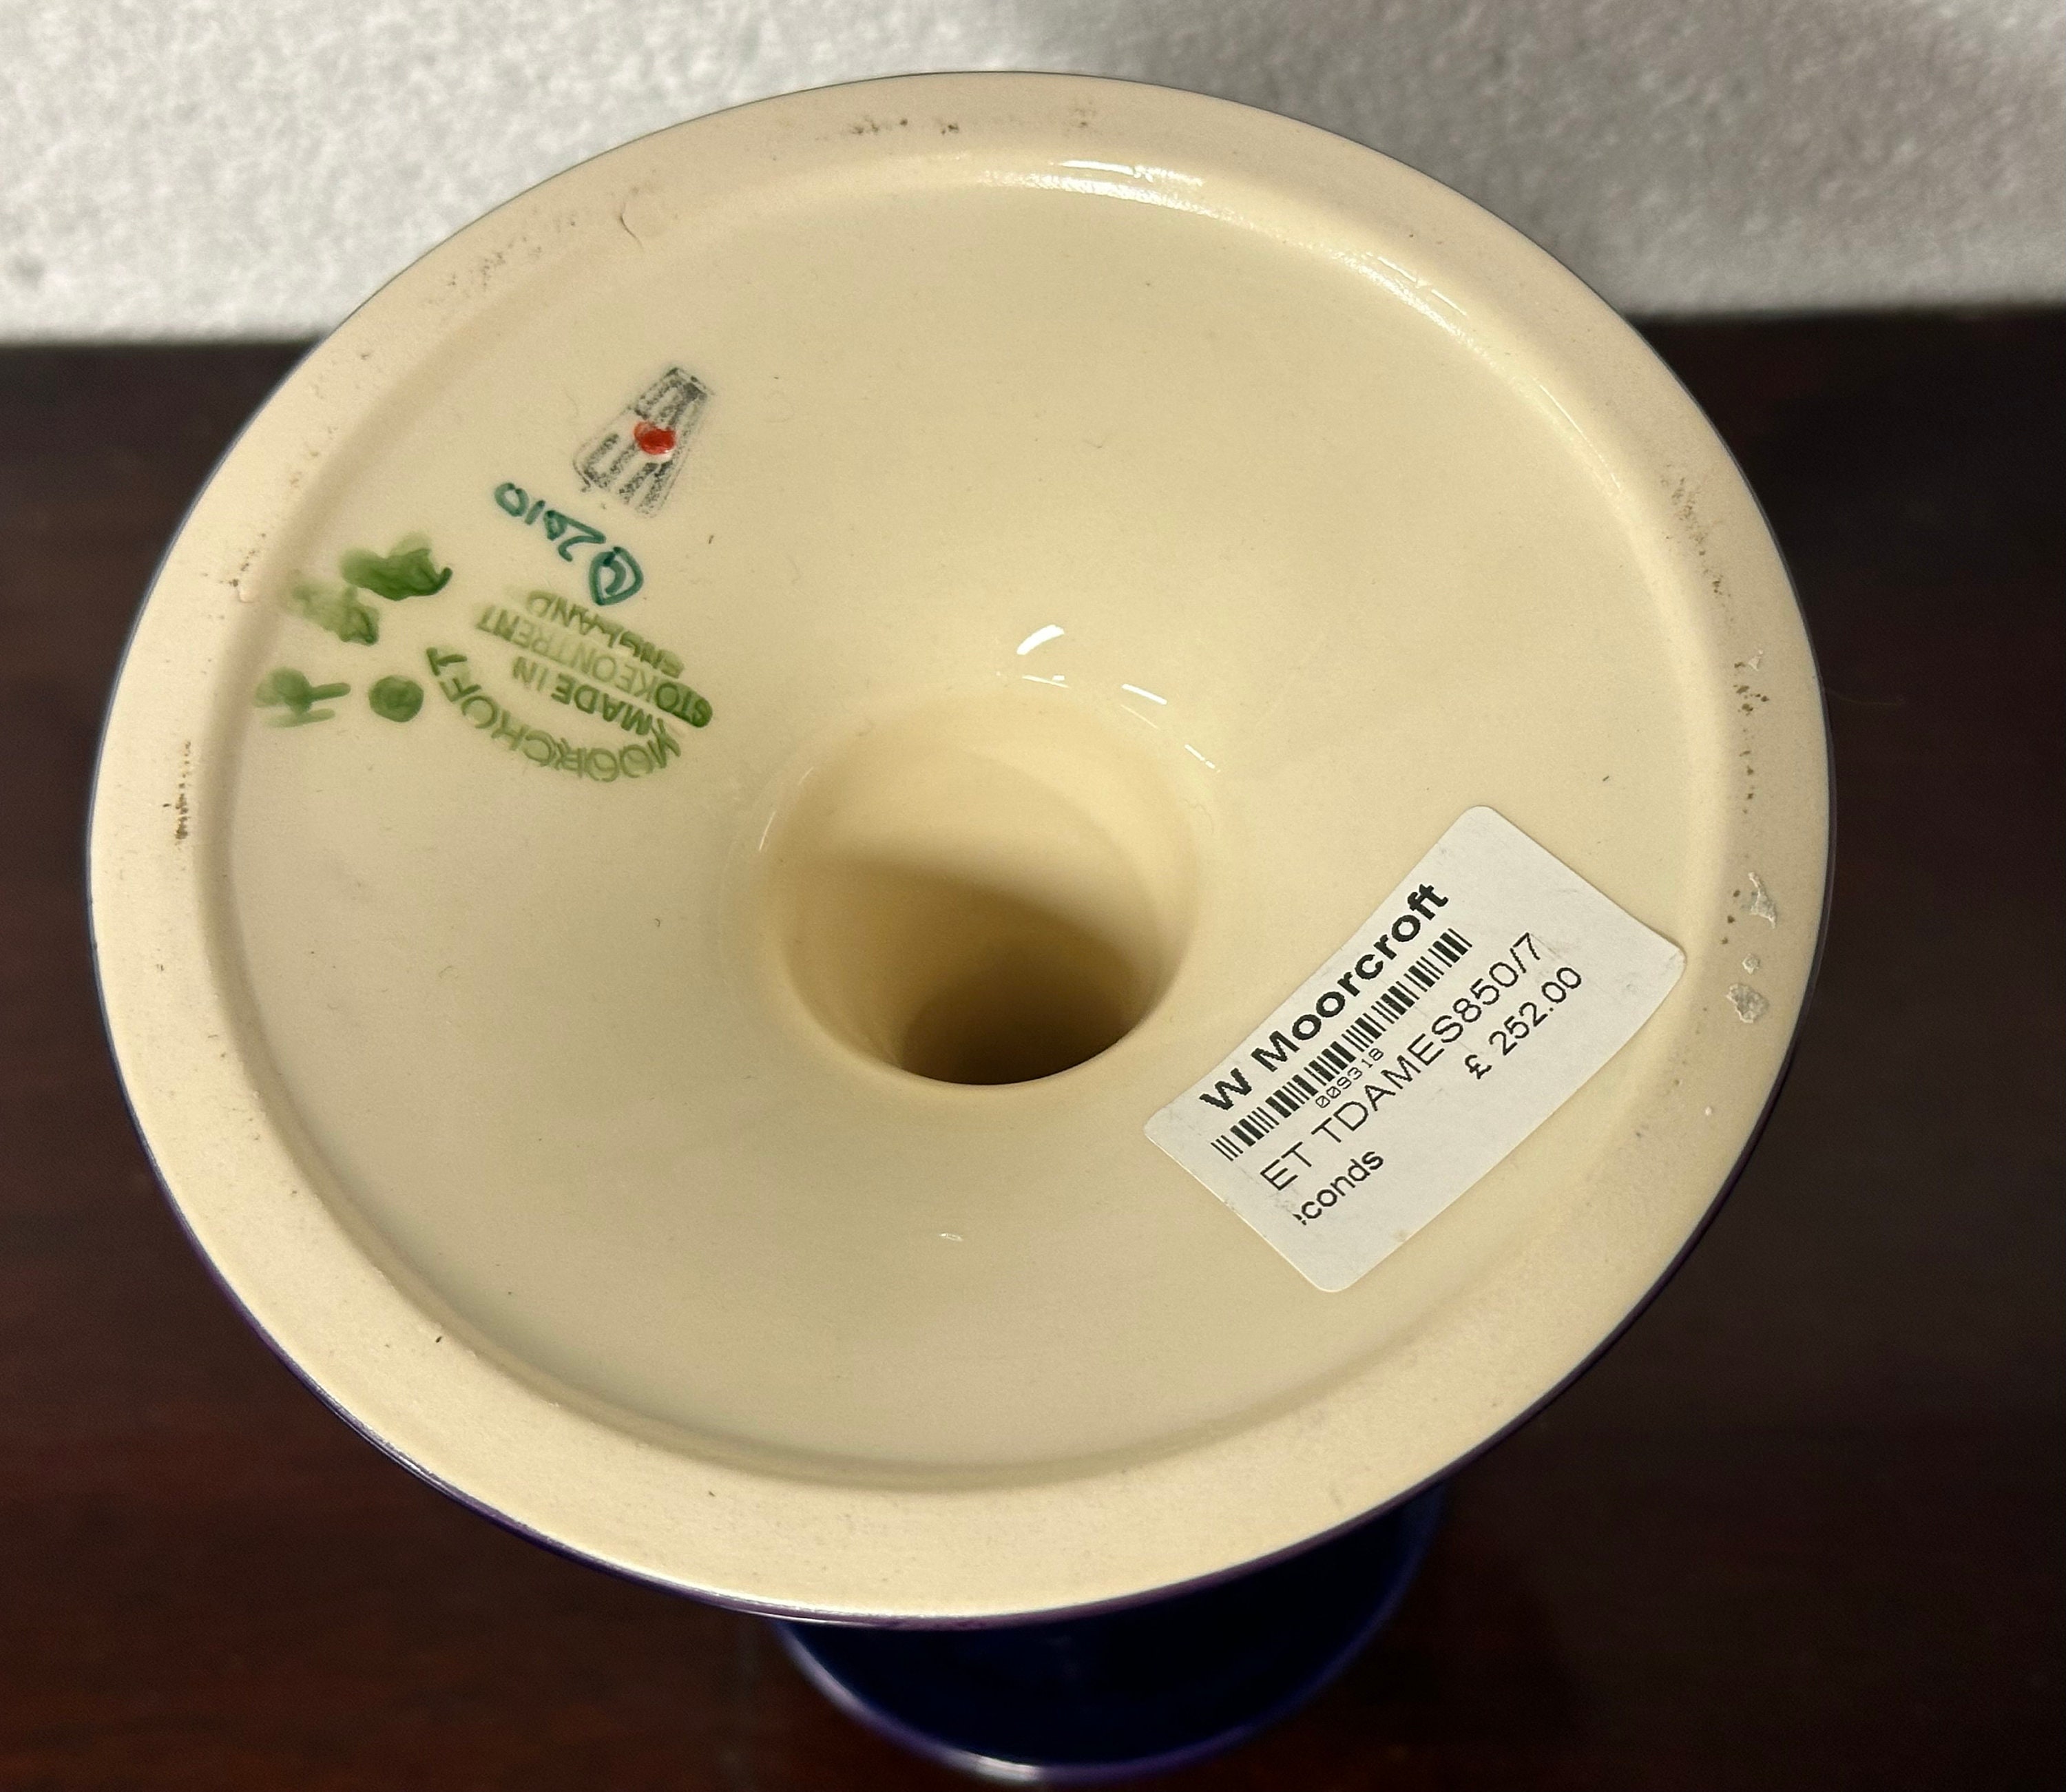 © 2010
MOORCROFT
MADE IN
STOKEONTRENT
ENGLAND
W Moorcroft
009318
ET TDAMES850/7
£ 252.00
conds